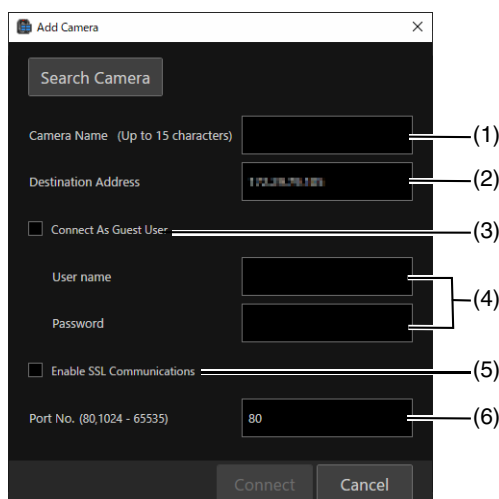 Add Camera
Search Camera
Camera Name (Up to 15 characters)
(1)
Destination Address
(2)
Connect As Guest User
(3)
User name
(4)
Password
Enable SSL Communications
(5)
Port No. (80,1024 - 65535)
80
(6)
Connect
Cancel